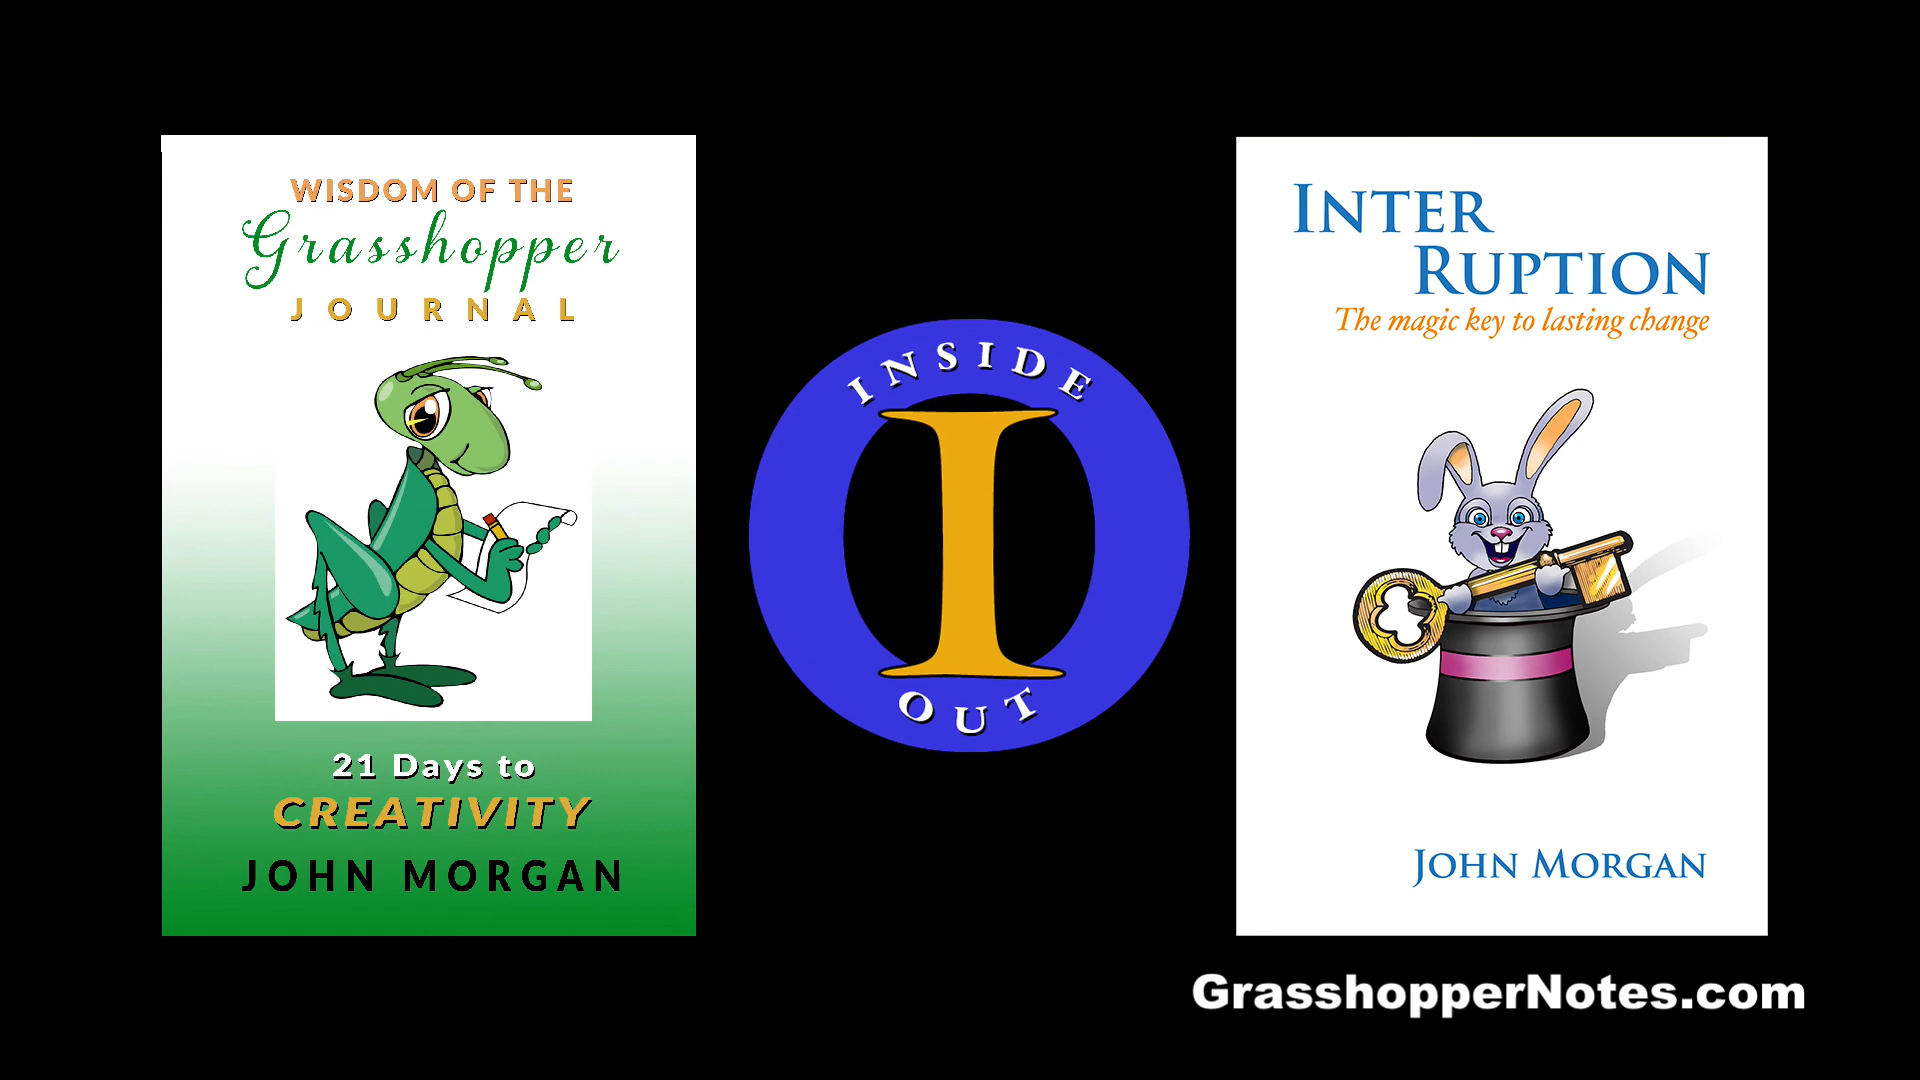 WISDOM OF THE
Grasshopper
JOURNAL
21 Days to
CREATIVITY
JOHN MORGAN
INSIDE
I
OUT
INTER
RUPTION
The magic key to lasting change
JOHN MORGAN
GrasshopperNotes.com